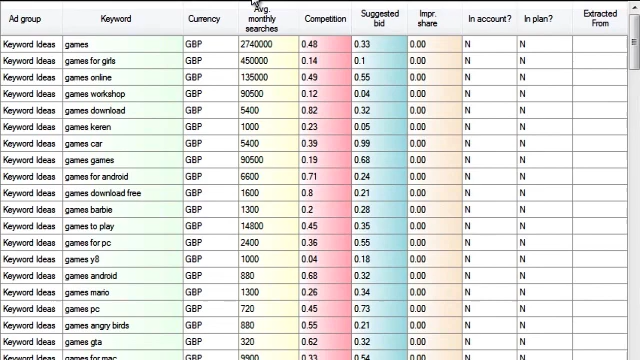 Ad group Keyword Currency Avg. monthly searches Competition Suggested bid Impr. share In account? In plan? Extracted From
Keyword Ideas games GBP 2740000 0.48 0.33 0.00 N N
Keyword Ideas games for girls GBP 450000 0.14 0.1 0.00 N N
Keyword Ideas games online GBP 135000 0.49 0.55 0.00 N N
Keyword Ideas games workshop GBP 90500 0.12 0.04 0.00 N N
Keyword Ideas games download GBP 5400 0.82 0.32 0.00 N N
Keyword Ideas games keren GBP 1000 0.23 0.05 0.00 N N
Keyword Ideas games car GBP 5400 0.39 0.99 0.00 N N
Keyword Ideas games games GBP 90500 0.19 0.68 0.00 N N
Keyword Ideas games for android GBP 6600 0.71 0.24 0.00 N N
Keyword Ideas games download free GBP 1600 0.8 0.21 0.00 N N
Keyword Ideas games barbie GBP 1300 0.2 0.28 0.00 N N
Keyword Ideas games to play GBP 14800 0.45 0.35 0.00 N N
Keyword Ideas games for pc GBP 2400 0.36 0.55 0.00 N N
Keyword Ideas games y8 GBP 1000 0.04 0.18 0.00 N N
Keyword Ideas games android GBP 880 0.68 0.32 0.00 N N
Keyword Ideas games mario GBP 1300 0.26 0.34 0.00 N N
Keyword Ideas games pc GBP 720 0.45 0.73 0.00 N N
Keyword Ideas games angry birds GBP 880 0.55 0.21 0.00 N N
Keyword Ideas games gta GBP 320 0.62 0.32 0.00 N N
Keyword Ideas games for mac GBP 9900 0.33 0.54 0.00 N N